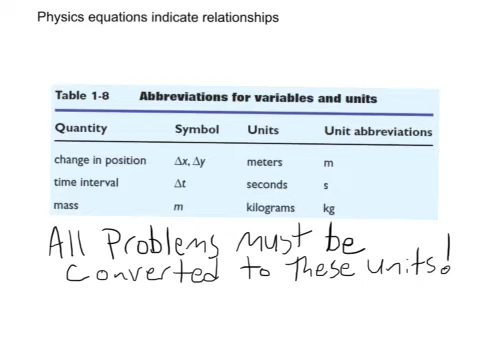 Physics equations indicate relationships
Table 1-8 Abbreviations for variables and units
Quantity Symbol Units Unit abbreviations
change in position Δx, Δy meters m
time interval Δt seconds s
mass m kilograms kg
All Problems must be
converted to these units!